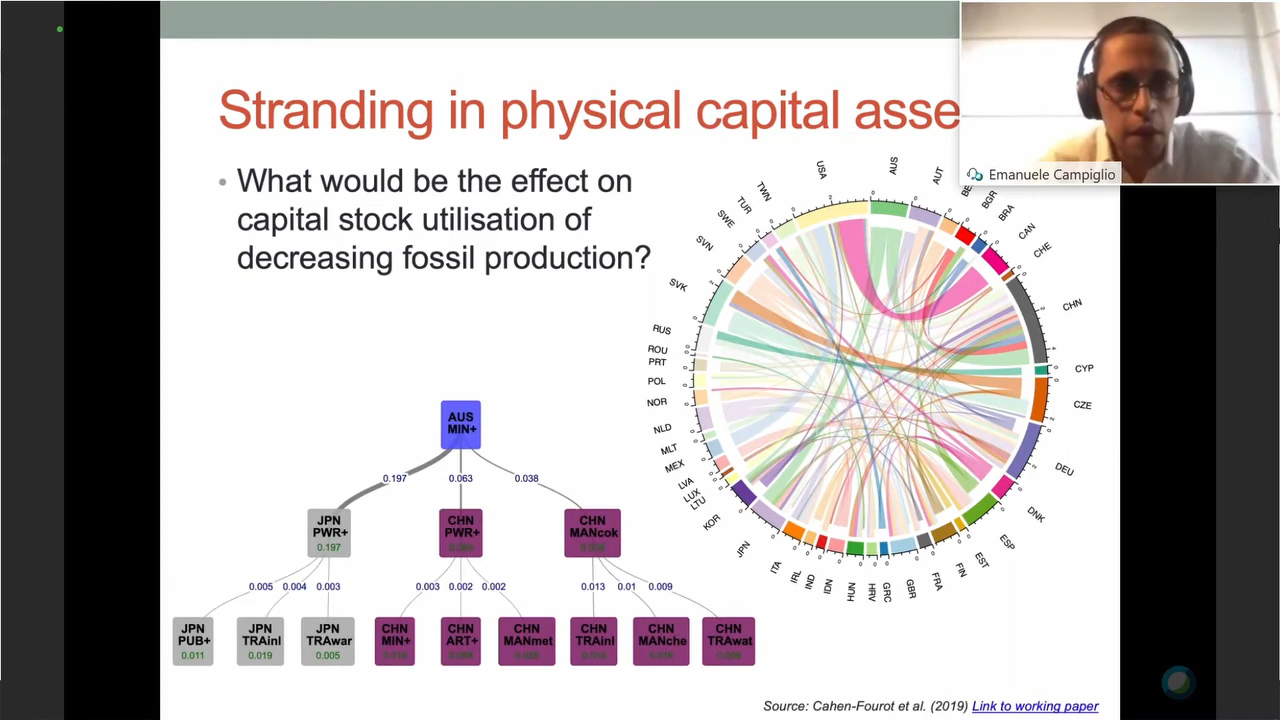 Stranding in physical capital asse
Emanuele Campiglio
• What would be the effect on
capital stock utilisation of
decreasing fossil production?
USA
AUS
AUT
BGR
BRA
CAN
CHE
CHN
CYP
CZE
DEU
DNK
ESP
EST
FIN
FRA
GBR
GRC
HRV
HUN
IDN
IND
IRL
ITA
JPN
KOR
LTU
LUX
LVA
MEX
MLT
NLD
NOR
POL
PRT
ROU
RUS
SVK
SVN
SWE
TUR
TWN
AUS
MIN+
0.197 0.063 0.038
JPN
PWR+
0.197
CHN
PWR+
CHN
MANcok
0.005 0.004 0.003 0.003 0.002 0.002 0.013 0.01 0.009
JPN
PUB+
0.011
JPN
TRAinl
0.019
JPN
TRAwar
0.005
CHN
MIN+
CHN
ART+
CHN
MANmet
CHN
TRAinl
CHN
MANche
CHN
TRAwat
Source: Cahen-Fourot et al. (2019) Link to working paper